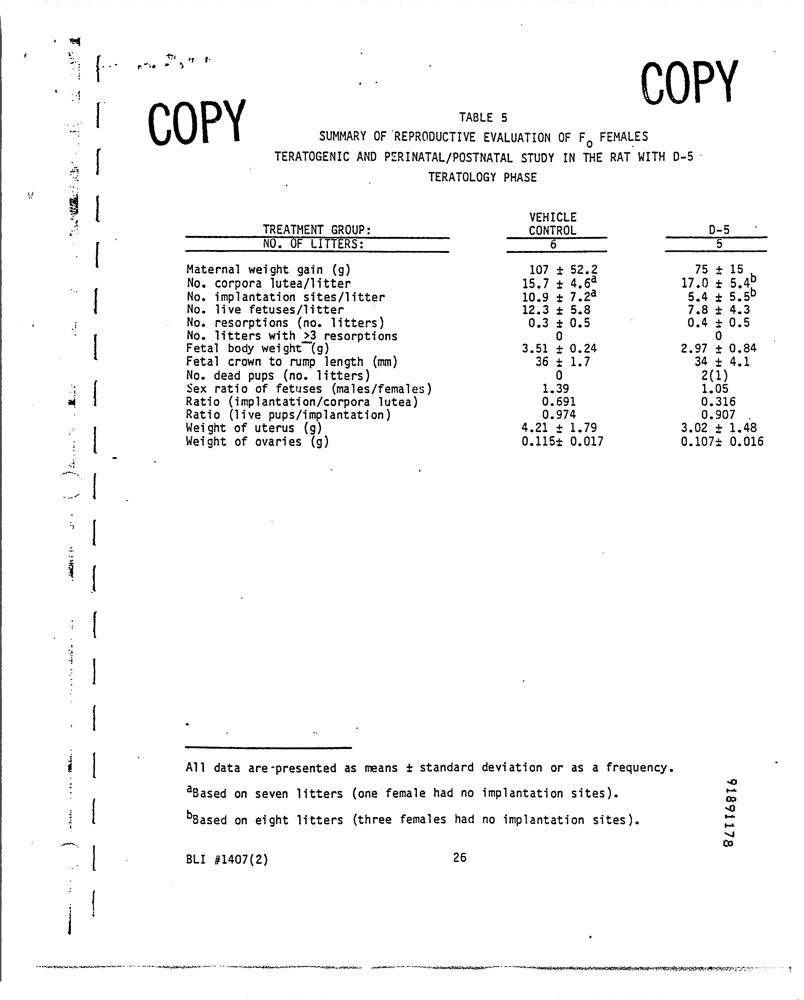 COPY
COPY
TABLE 5
SUMMARY OF REPRODUCTIVE EVALUATION OF Fo FEMALES
TERATOGENIC AND PERINATAL/POSTNATAL STUDY IN THE RAT WITH D-5
TERATOLOGY PHASE
VEHICLE
TREATMENT GROUP: CONTROL D-5
NO. OF LITTERS: 6 5
Maternal weight gain (g) 107 ± 52.2 75 ± 15
No. corpora lutea/litter 15.7 ± 4.6a 17.0 ± 5.4b
No. implantation sites/litter 10.9 ± 7.2a 5.4 ± 5.5b
No. live fetuses/litter 12.3 ± 5.8 7.8 ± 4.3
No. resorptions (no. litters) 0.3 ± 0.5 0.4 ± 0.5
No. litters with >3 resorptions 0 0
Fetal body weight (g) 3.51 ± 0.24 2.97 ± 0.84
Fetal crown to rump length (mm) 36 ± 1.7 34 ± 4.1
No. dead pups (no. litters) 0 2(1)
Sex ratio of fetuses (males/females) 1.39 1.05
Ratio (implantation/corpora lutea) 0.691 0.316
Ratio (live pups/implantation) 0.974 0.907
Weight of uterus (g) 4.21 ± 1.79 3.02 ± 1.48
Weight of ovaries (g) 0.115± 0.017 0.107± 0.016
All data are presented as means ± standard deviation or as a frequency.
aBased on seven litters (one female had no implantation sites).
bBased on eight litters (three females had no implantation sites).
BLI #1407(2) 26
91891178